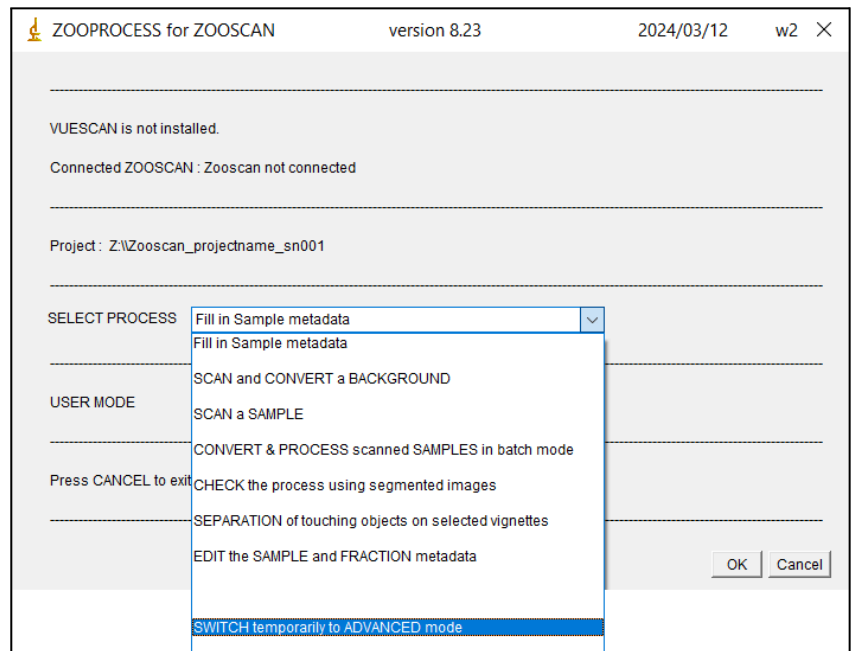 ZOOPROCESS for ZOOSCAN version 8.23 2024/03/12 w2
VUESCAN is not installed.
Connected ZOOSCAN : Zooscan not connected
Project : Z:\\Zooscan_projectname_sn001
SELECT PROCESS Fill in Sample metadata
Fill in Sample metadata
SCAN and CONVERT a BACKGROUND
USER MODE
SCAN a SAMPLE
CONVERT & PROCESS scanned SAMPLES in batch mode
Press CANCEL to exit
CHECK the process using segmented images
SEPARATION of touching objects on selected vignettes
EDIT the SAMPLE and FRACTION metadata
OK Cancel
SWITCH temporarily to ADVANCED mode